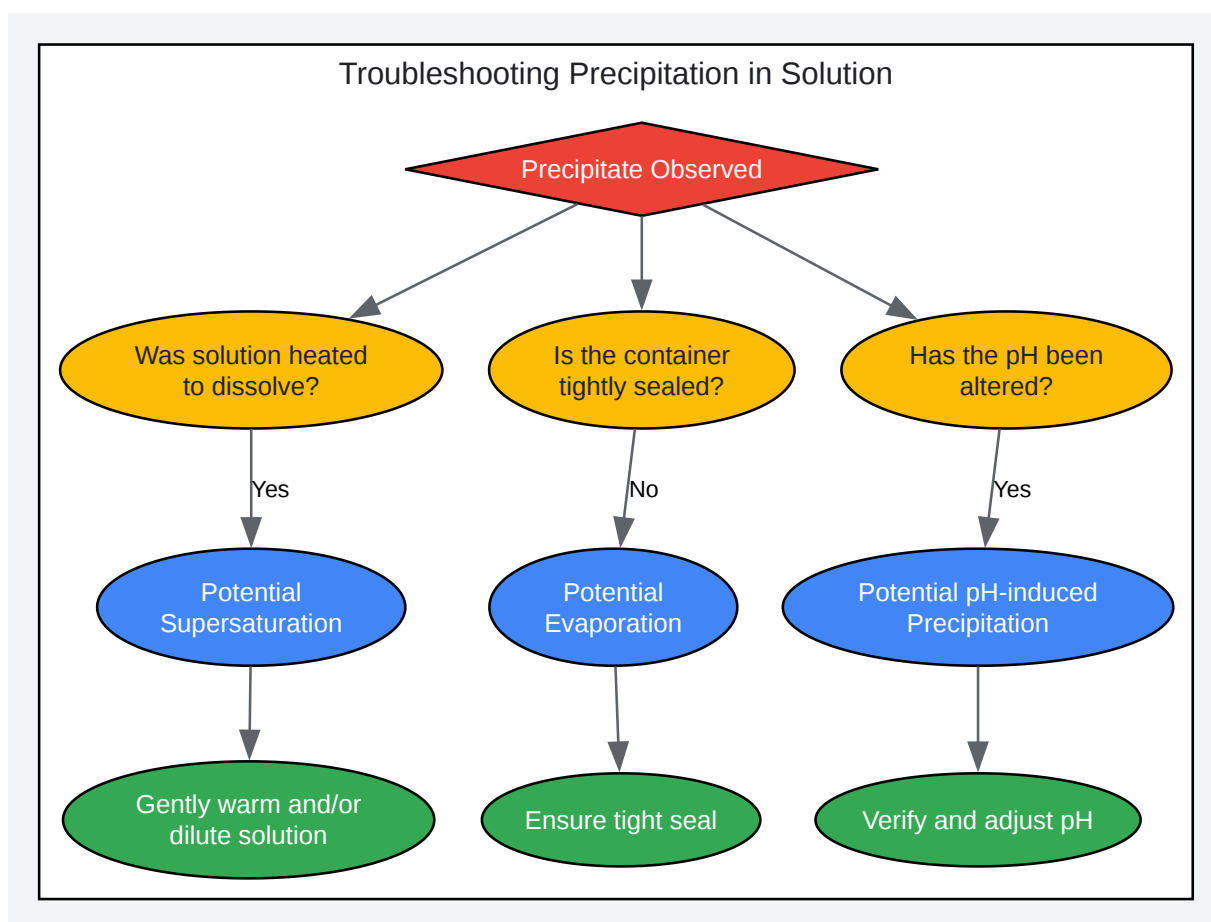 Troubleshooting Precipitation in Solution
Precipitate Observed
Was solution heated
to dissolve?
Is the container
tightly sealed?
Has the pH been
altered?
Yes
No
Yes
Potential
Supersaturation
Potential
Evaporation
Potential pH-induced
Precipitation
Gently warm and/or
dilute solution
Ensure tight seal
Verify and adjust pH